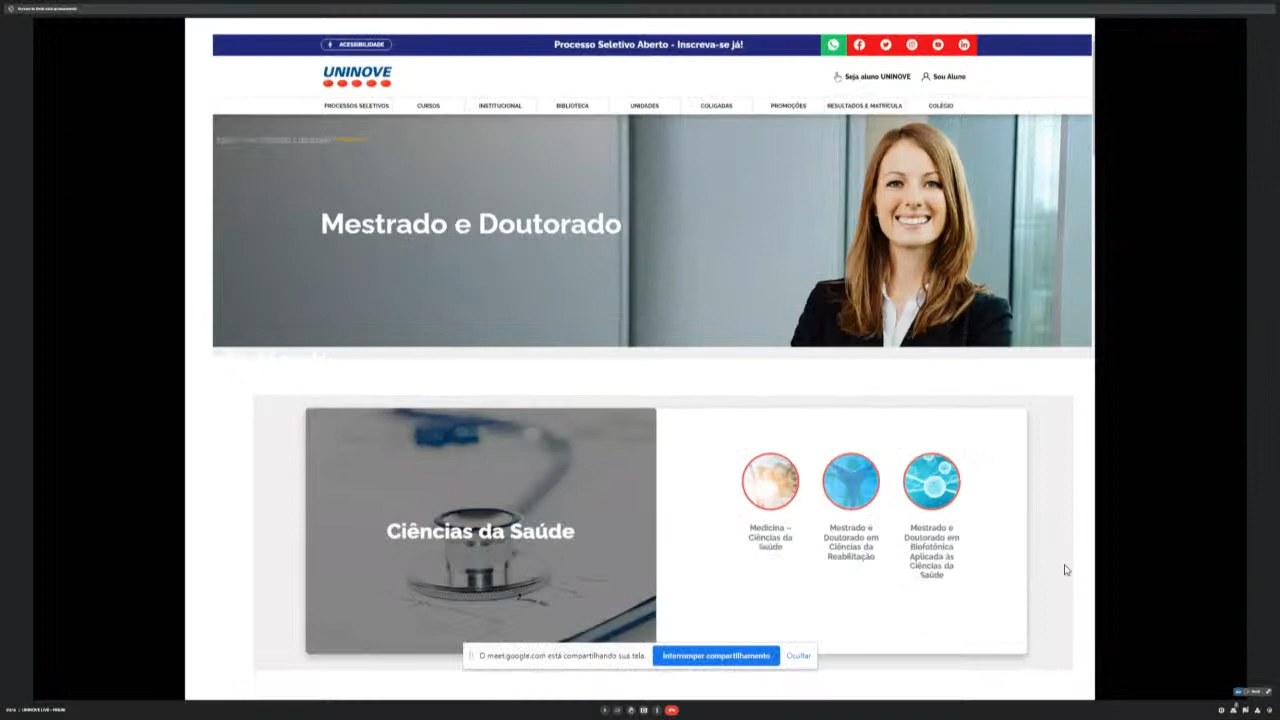 ACESSIBILIDADE
Processo Seletivo Aberto - Inscreva-se já!
UNINOVE
Seja aluno UNINOVE
Sou Aluno
PROCESSOS SELETIVOS
CURSOS
INSTITUCIONAL
BIBLIOTECA
UNIDADES
COLIGADAS
PROMOÇÕES
RESULTADOS E MATRÍCULA
COLÉGIO
Mestrado e Doutorado
Ciências da Saúde
Medicina –
Ciências da
Saúde
Mestrado e
Doutorado em
Ciências da
Reabilitação
Mestrado e
Doutorado em
Biofotônica
Aplicada às
Ciências da
Saúde
O meet.google.com está compartilhando sua tela.
Interromper compartilhamento
Ocultar